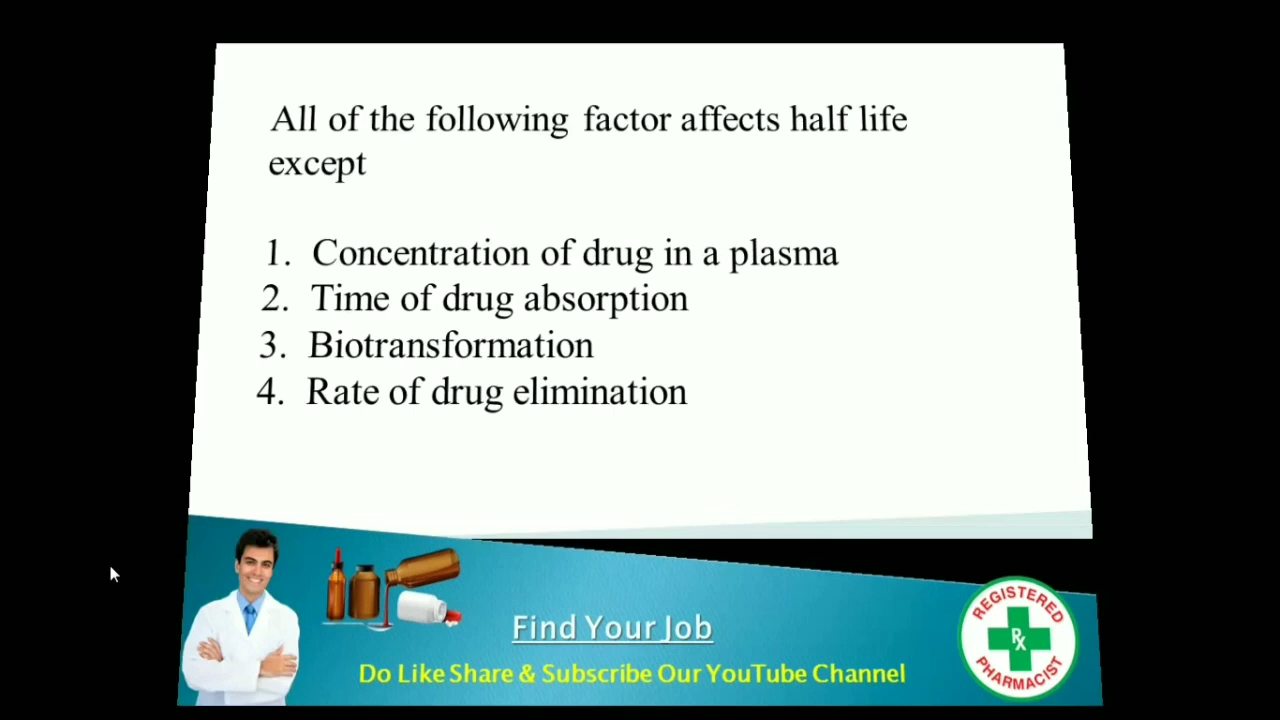 All of the following factor affects half life
except
1. Concentration of drug in a plasma
2. Time of drug absorption
3. Biotransformation
4. Rate of drug elimination
Find Your Job
Do Like Share & Subscribe Our YouTube Channel
REGISTERED
Rx
PHARMACIST